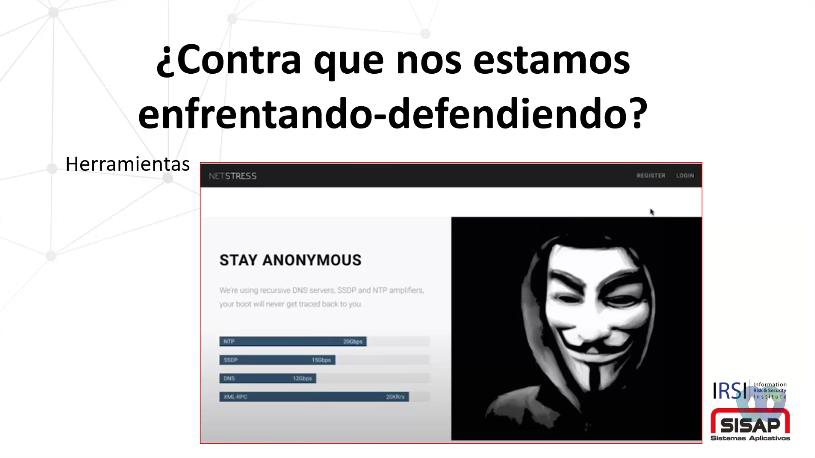 ¿Contra que nos estamos
enfrentando-defendiendo?
Herramientas
NETSTRESS
REGISTER LOGIN
STAY ANONYMOUS
We're using recursive DNS servers, SSDP and NTP amplifiers,
your boot will never get traced back to you.
NTP 20Gbps
SSDP 15Gbps
DNS 12Gbps
XML-RPC 20KR/s
IRSI Information
Risk & Security
Institute
SISAP
Sistemas Aplicativos